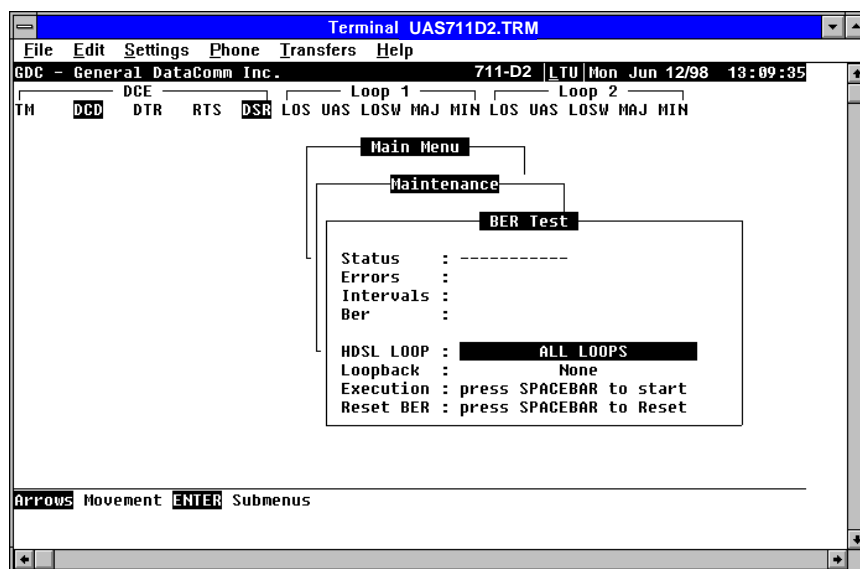 Terminal UAS711D2.TRM
File Edit Settings Phone Transfers Help
GDC - General DataComm Inc. 711-D2 LTU Mon Jun 12/98 13:09:35
DCE Loop 1 Loop 2
TM DCD DTR RTS DSR LOS UAS LOSW MAJ MIN LOS UAS LOSW MAJ MIN
Main Menu
Maintenance
BER Test
Status : -----------
Errors :
Intervals :
Ber :
HDSL LOOP : ALL LOOPS
Loopback : None
Execution : press SPACEBAR to start
Reset BER : press SPACEBAR to Reset
Arrows Movement ENTER Submenus